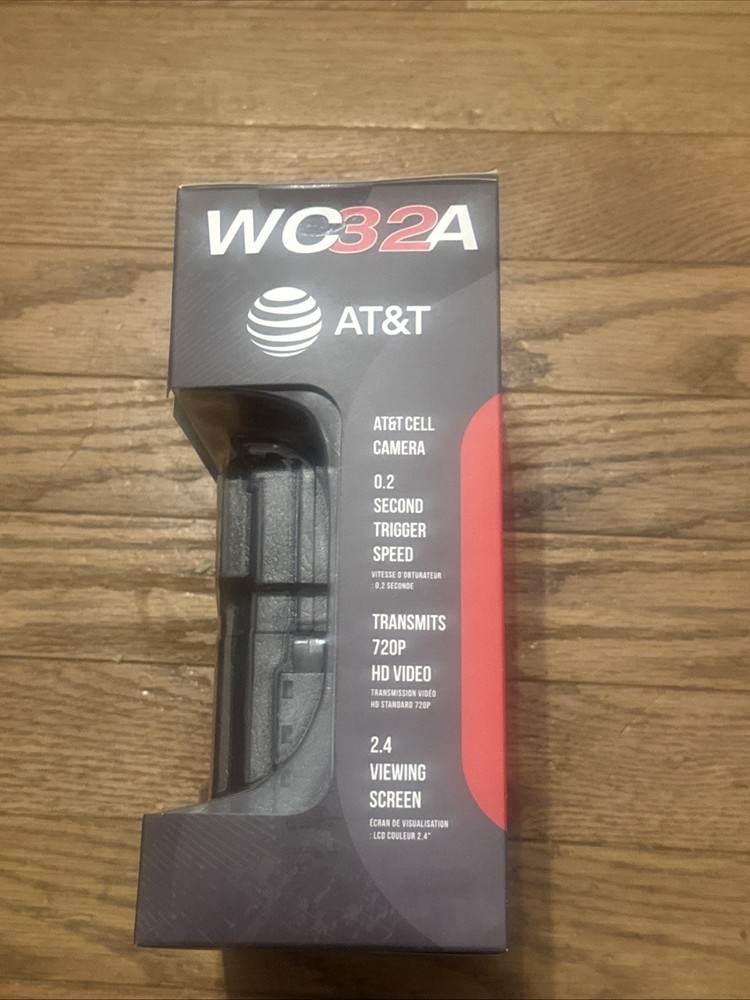 WC32A
AT&T
AT&T CELL
CAMERA
0.2
SECOND
TRIGGER
SPEED
VITESSE D'OBTURATEUR
: 0.2 SECONDE
TRANSMITS
720P
HD VIDEO
TRANSMISSION VIDÉO
HD STANDARD 720P
2.4
VIEWING
SCREEN
ÉCRAN DE VISUALISATION
: LCD COULEUR 2.4"